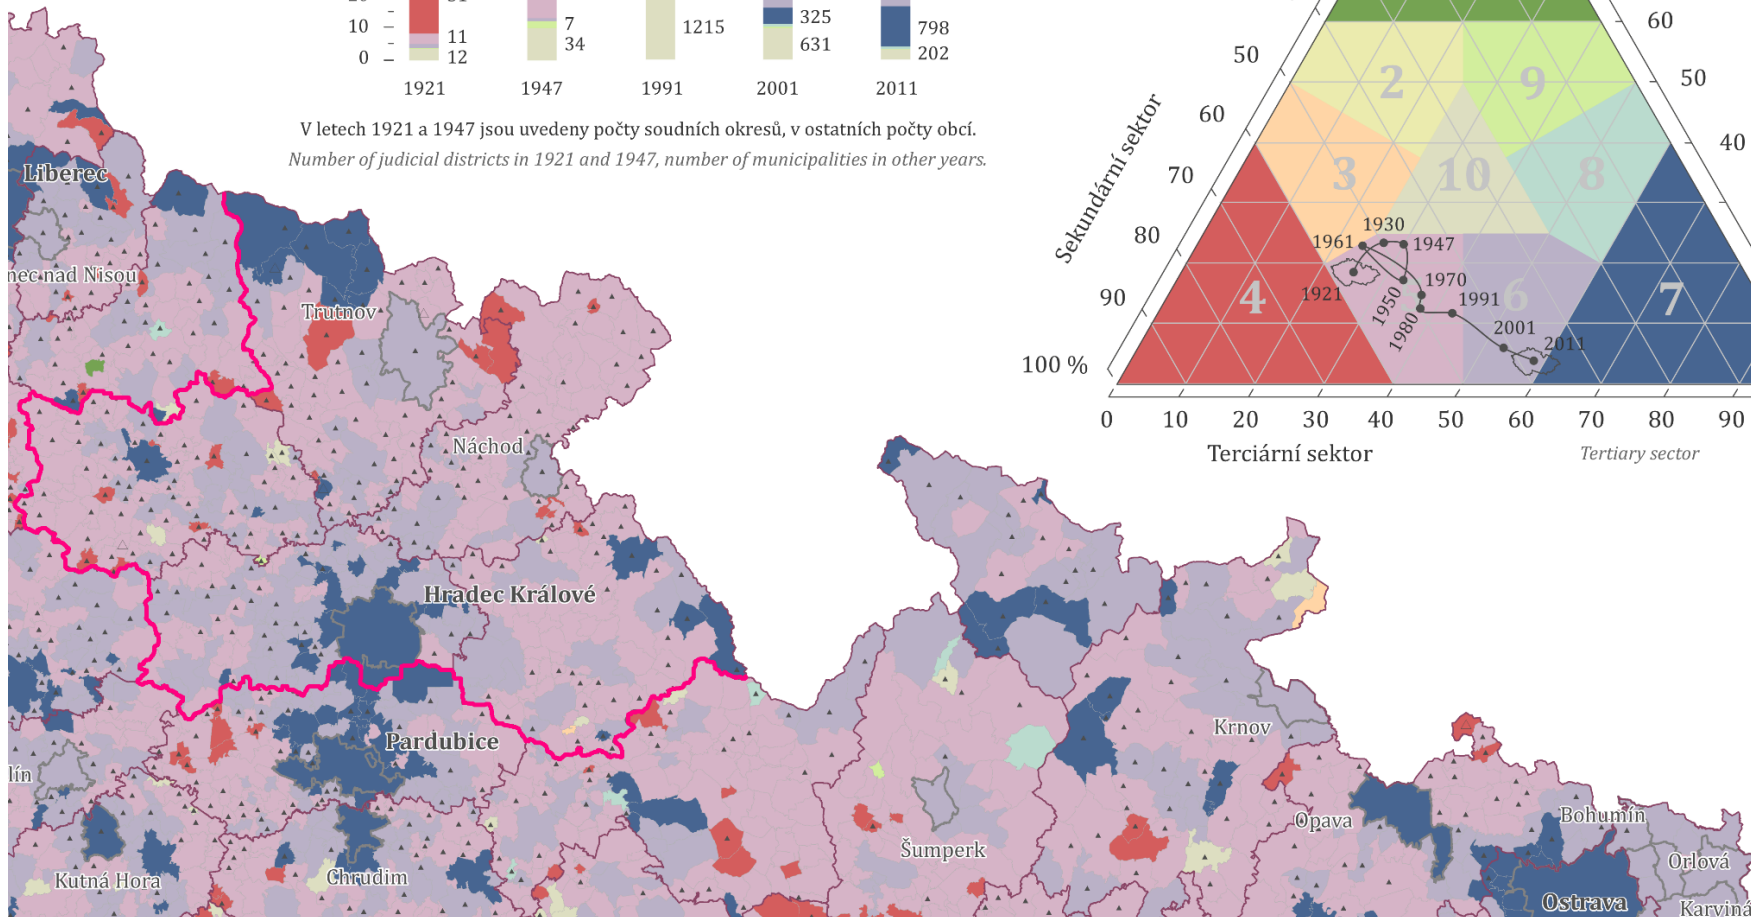 10
0
11
12
7
34
1215
325
631
798
202
1921
1947
1991
2001
2011
V letech 1921 a 1947 jsou uvedeny počty soudních okresů, v ostatních počty obcí.
Number of judicial districts in 1921 and 1947, number of municipalities in other years.
50
60
70
80
90
100 %
Sekundární sektor
60
50
40
2
9
3
10
8
4
6
7
1930
1961
1947
1921
1970
1950
1980
1991
2001
2011
0
10
20
30
40
50
60
70
80
90
Terciární sektor
Tertiary sector
Liberec
nec nad Nisou
Trutnov
Náchod
Hradec Králové
Pardubice
lín
Kutná Hora
Chrudim
Šumperk
Krnov
Opava
Bohumín
Orlová
Ostrava
Karviná